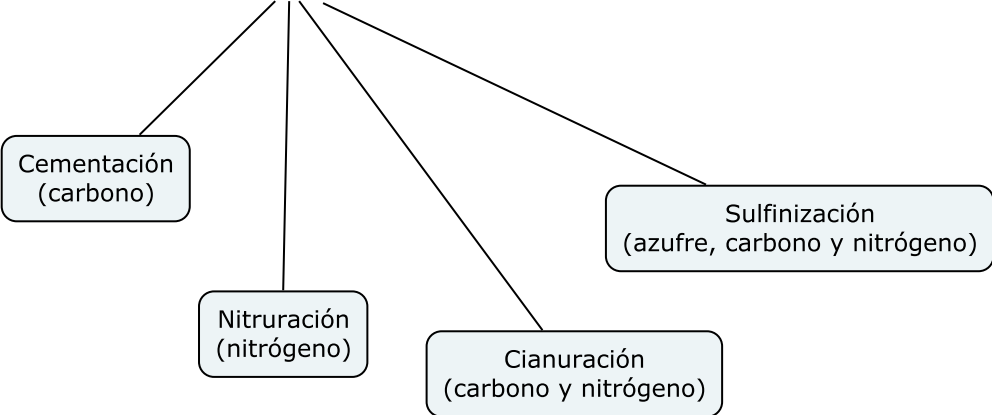 Cementación
(carbono)
Sulfinización
(azufre, carbono y nitrógeno)
Nitruración
(nitrógeno)
Cianuración
(carbono y nitrógeno)